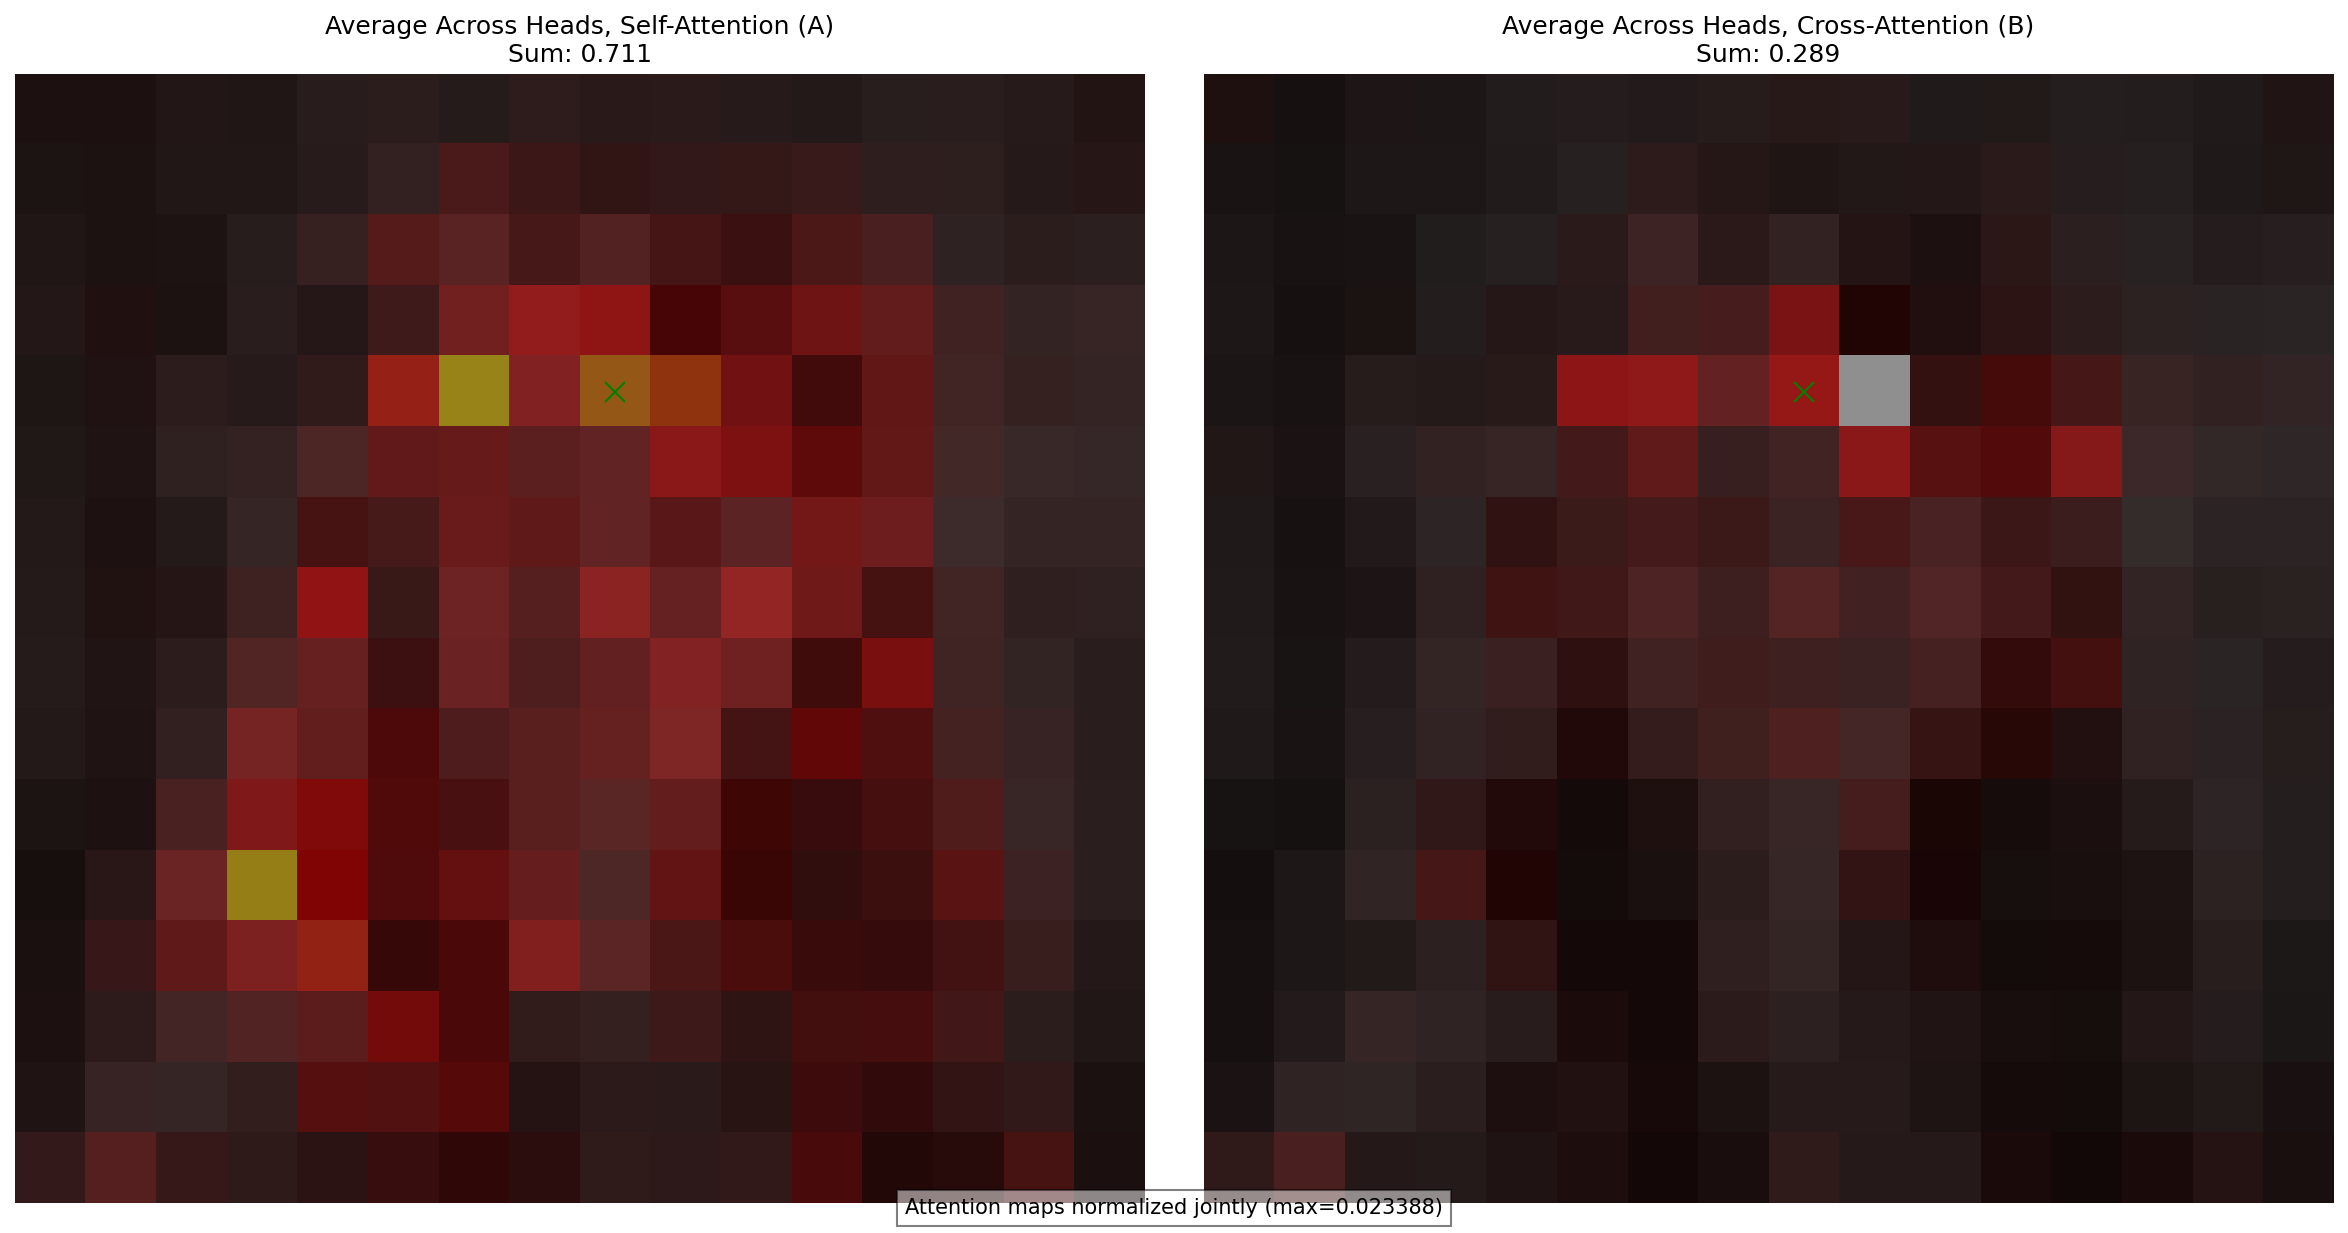 Average Across Heads, Self-Attention (A)
Sum: 0.711
Average Across Heads, Cross-Attention (B)
Sum: 0.289
Attention maps normalized jointly (max=0.023388)